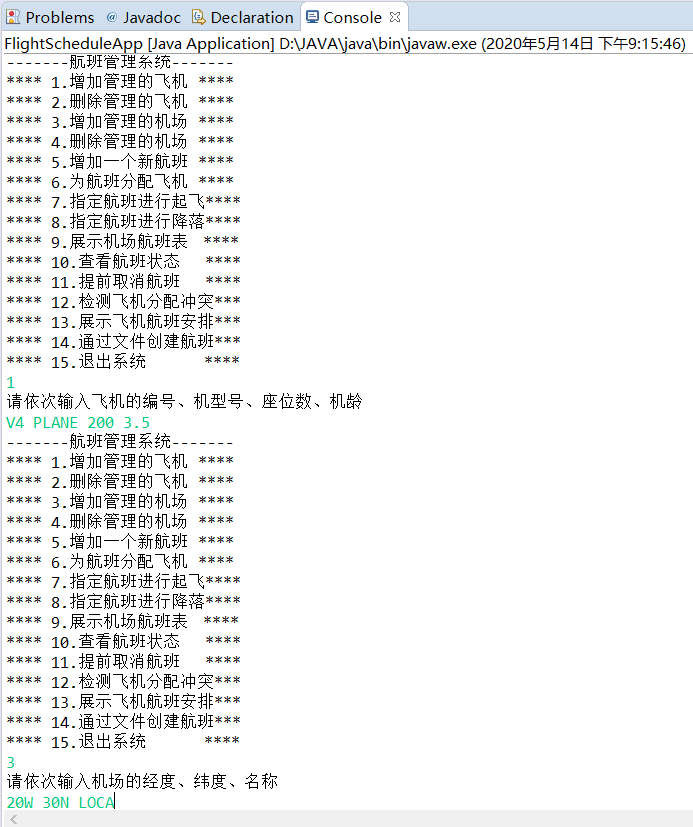 Problems @ Javadoc Declaration Console
FlightScheduleApp [Java Application] D:\JAVA\java\bin\javaw.exe (2020年5月14日 下午9:15:46)
-------航班管理系统-------
**** 1.增加管理的飞机 ****
**** 2.删除管理的飞机 ****
**** 3.增加管理的机场 ****
**** 4.删除管理的机场 ****
**** 5.增加一个新航班 ****
**** 6.为航班分配飞机 ****
**** 7.指定航班进行起飞****
**** 8.指定航班进行降落****
**** 9.展示机场航班表 ****
**** 10.查看航班状态 ****
**** 11.提前取消航班 ****
**** 12.检测飞机分配冲突***
**** 13.展示飞机航班安排***
**** 14.通过文件创建航班***
**** 15.退出系统 ****
1
请依次输入飞机的编号、机型号、座位数、机龄
V4 PLANE 200 3.5
-------航班管理系统-------
**** 1.增加管理的飞机 ****
**** 2.删除管理的飞机 ****
**** 3.增加管理的机场 ****
**** 4.删除管理的机场 ****
**** 5.增加一个新航班 ****
**** 6.为航班分配飞机 ****
**** 7.指定航班进行起飞****
**** 8.指定航班进行降落****
**** 9.展示机场航班表 ****
**** 10.查看航班状态 ****
**** 11.提前取消航班 ****
**** 12.检测飞机分配冲突***
**** 13.展示飞机航班安排***
**** 14.通过文件创建航班***
**** 15.退出系统 ****
3
请依次输入机场的经度、纬度、名称
20W 30N LOCA